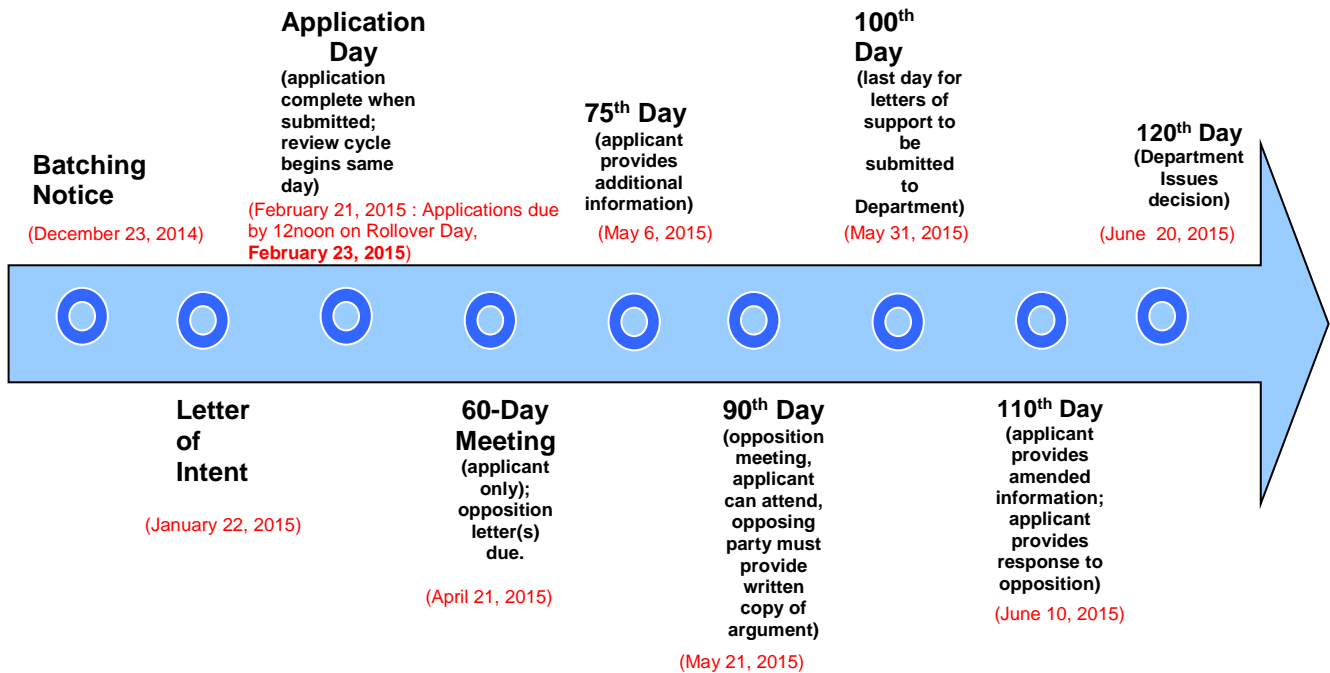 Batching
Notice
(December 23, 2014)
Letter
of
Intent
(January 22, 2015)
Application
Day
(application
complete when
submitted;
review cycle
begins same
day)
(February 21, 2015 : Applications due
by 12noon on Rollover Day,
February 23, 2015)
60-Day
Meeting
(applicant
only);
opposition
letter(s)
due.
(April 21, 2015)
75th Day
(applicant
provides
additional
information)
(May 6, 2015)
90th Day
(opposition
meeting,
applicant
can attend,
opposing
party must
provide
written
copy of
argument)
(May 21, 2015)
100th
Day
(last day for
letters of
support to
be
submitted
to
Department)
(May 31, 2015)
110th Day
(applicant
provides
amended
information;
applicant
provides
response to
opposition)
(June 10, 2015)
120th Day
(Department
Issues
decision)
(June  20, 2015)